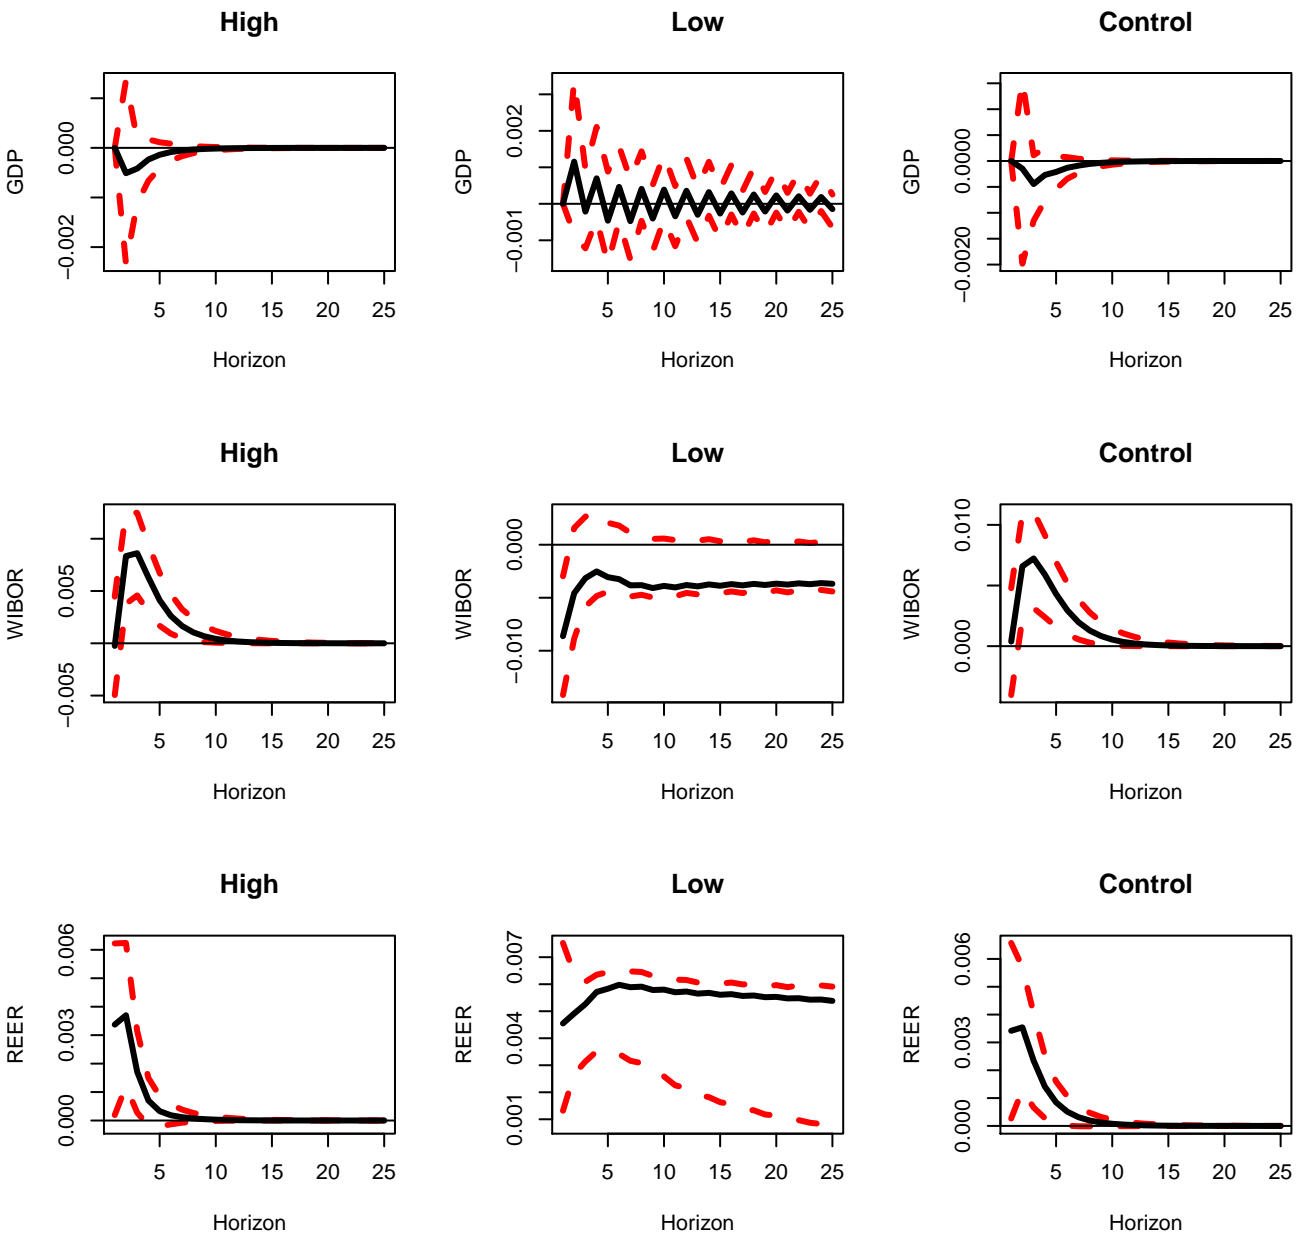 High Low Control
GDP 0.000 −0.002
GDP 0.002 −0.001
GDP 0.0000 −0.0020
5 10 15 20 25 5 10 15 20 25 5 10 15 20 25
Horizon Horizon Horizon
High Low Control
WIBOR 0.005 −0.005
WIBOR 0.000 −0.010
WIBOR 0.010 0.000
5 10 15 20 25 5 10 15 20 25 5 10 15 20 25
Horizon Horizon Horizon
High Low Control
REER 0.006 0.003 0.000
REER 0.007 0.004 0.001
REER 0.006 0.003 0.000
5 10 15 20 25 5 10 15 20 25 5 10 15 20 25
Horizon Horizon Horizon